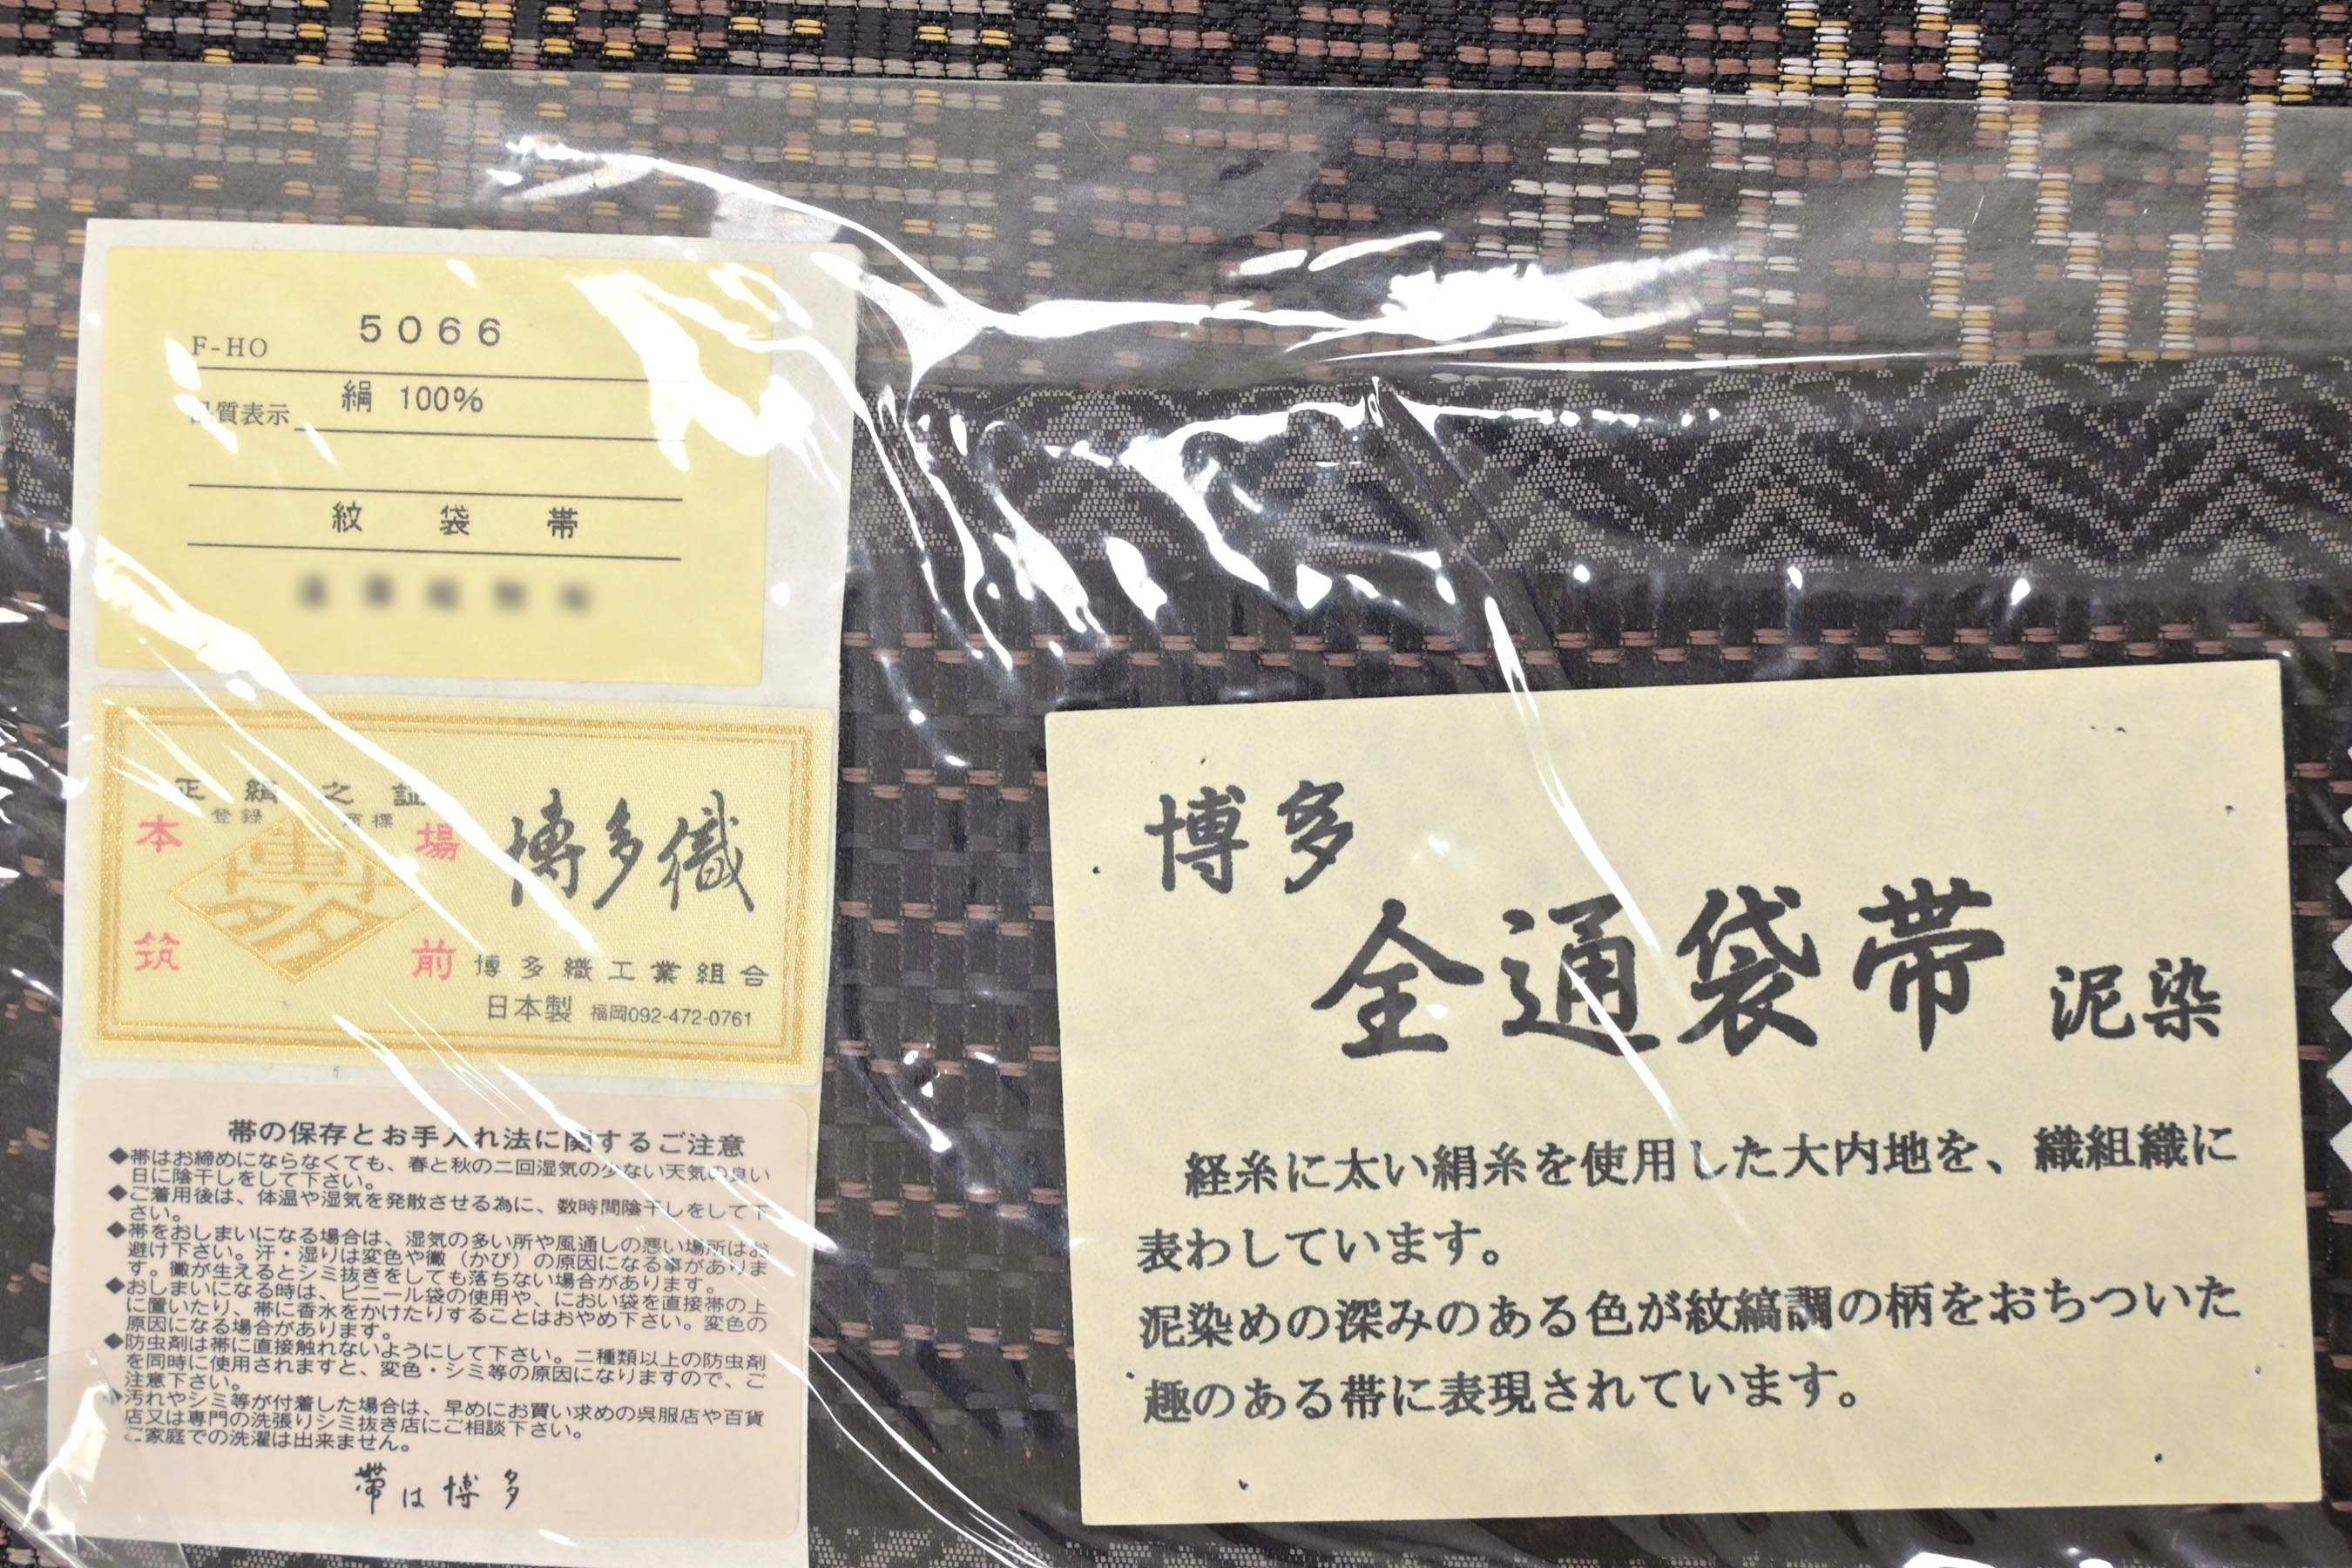 F-HO 5066
品質表示 絹 100%
紋 袋 帯
正 絹 之 証
登録 商標
本 場
筑 前
博多
博多織
博多織工業組合
日本製 福岡092-472-0761
帯の保存とお手入れ法に関するご注意
◆帯はお締めにならなくても、春と秋の二回湿気の少ない天気の良い
日に陰干しをして下さい。
◆ご着用後は、体温や湿気を発散させる為に、数時間陰干しをして下
さい。
◆帯をおしまいになる場合は、湿気の多い所や風通しの悪い場所はお
避け下さい。汗・湿りは変色や黴（かび）の原因になる事がありま
す。黴が生えるとシミ抜きをしても落ちない場合があります。
◆おしまいになる時は、ビニール袋の使用や、におい袋を直接帯の上
に置いたり、帯に香水をかけたりすることはおやめ下さい。変色の
原因になる場合があります。
◆防虫剤は帯に直接触れないようにして下さい。二種類以上の防虫剤
を同時に使用されますと、変色・シミ等の原因になりますので、ご
注意下さい。
◆汚れやシミ等が付着した場合は、早めにお買い求めの呉服店や百貨
店又は専門の洗張りシミ抜き店にご相談下さい。
ご家庭での洗濯は出来ません。
帯は博多
博多
全通袋帯 泥染
経糸に太い絹糸を使用した大内地を、織組織に
表わしています。
泥染めの深みのある色が紋縞調の柄をおちついた
趣のある帯に表現されています。